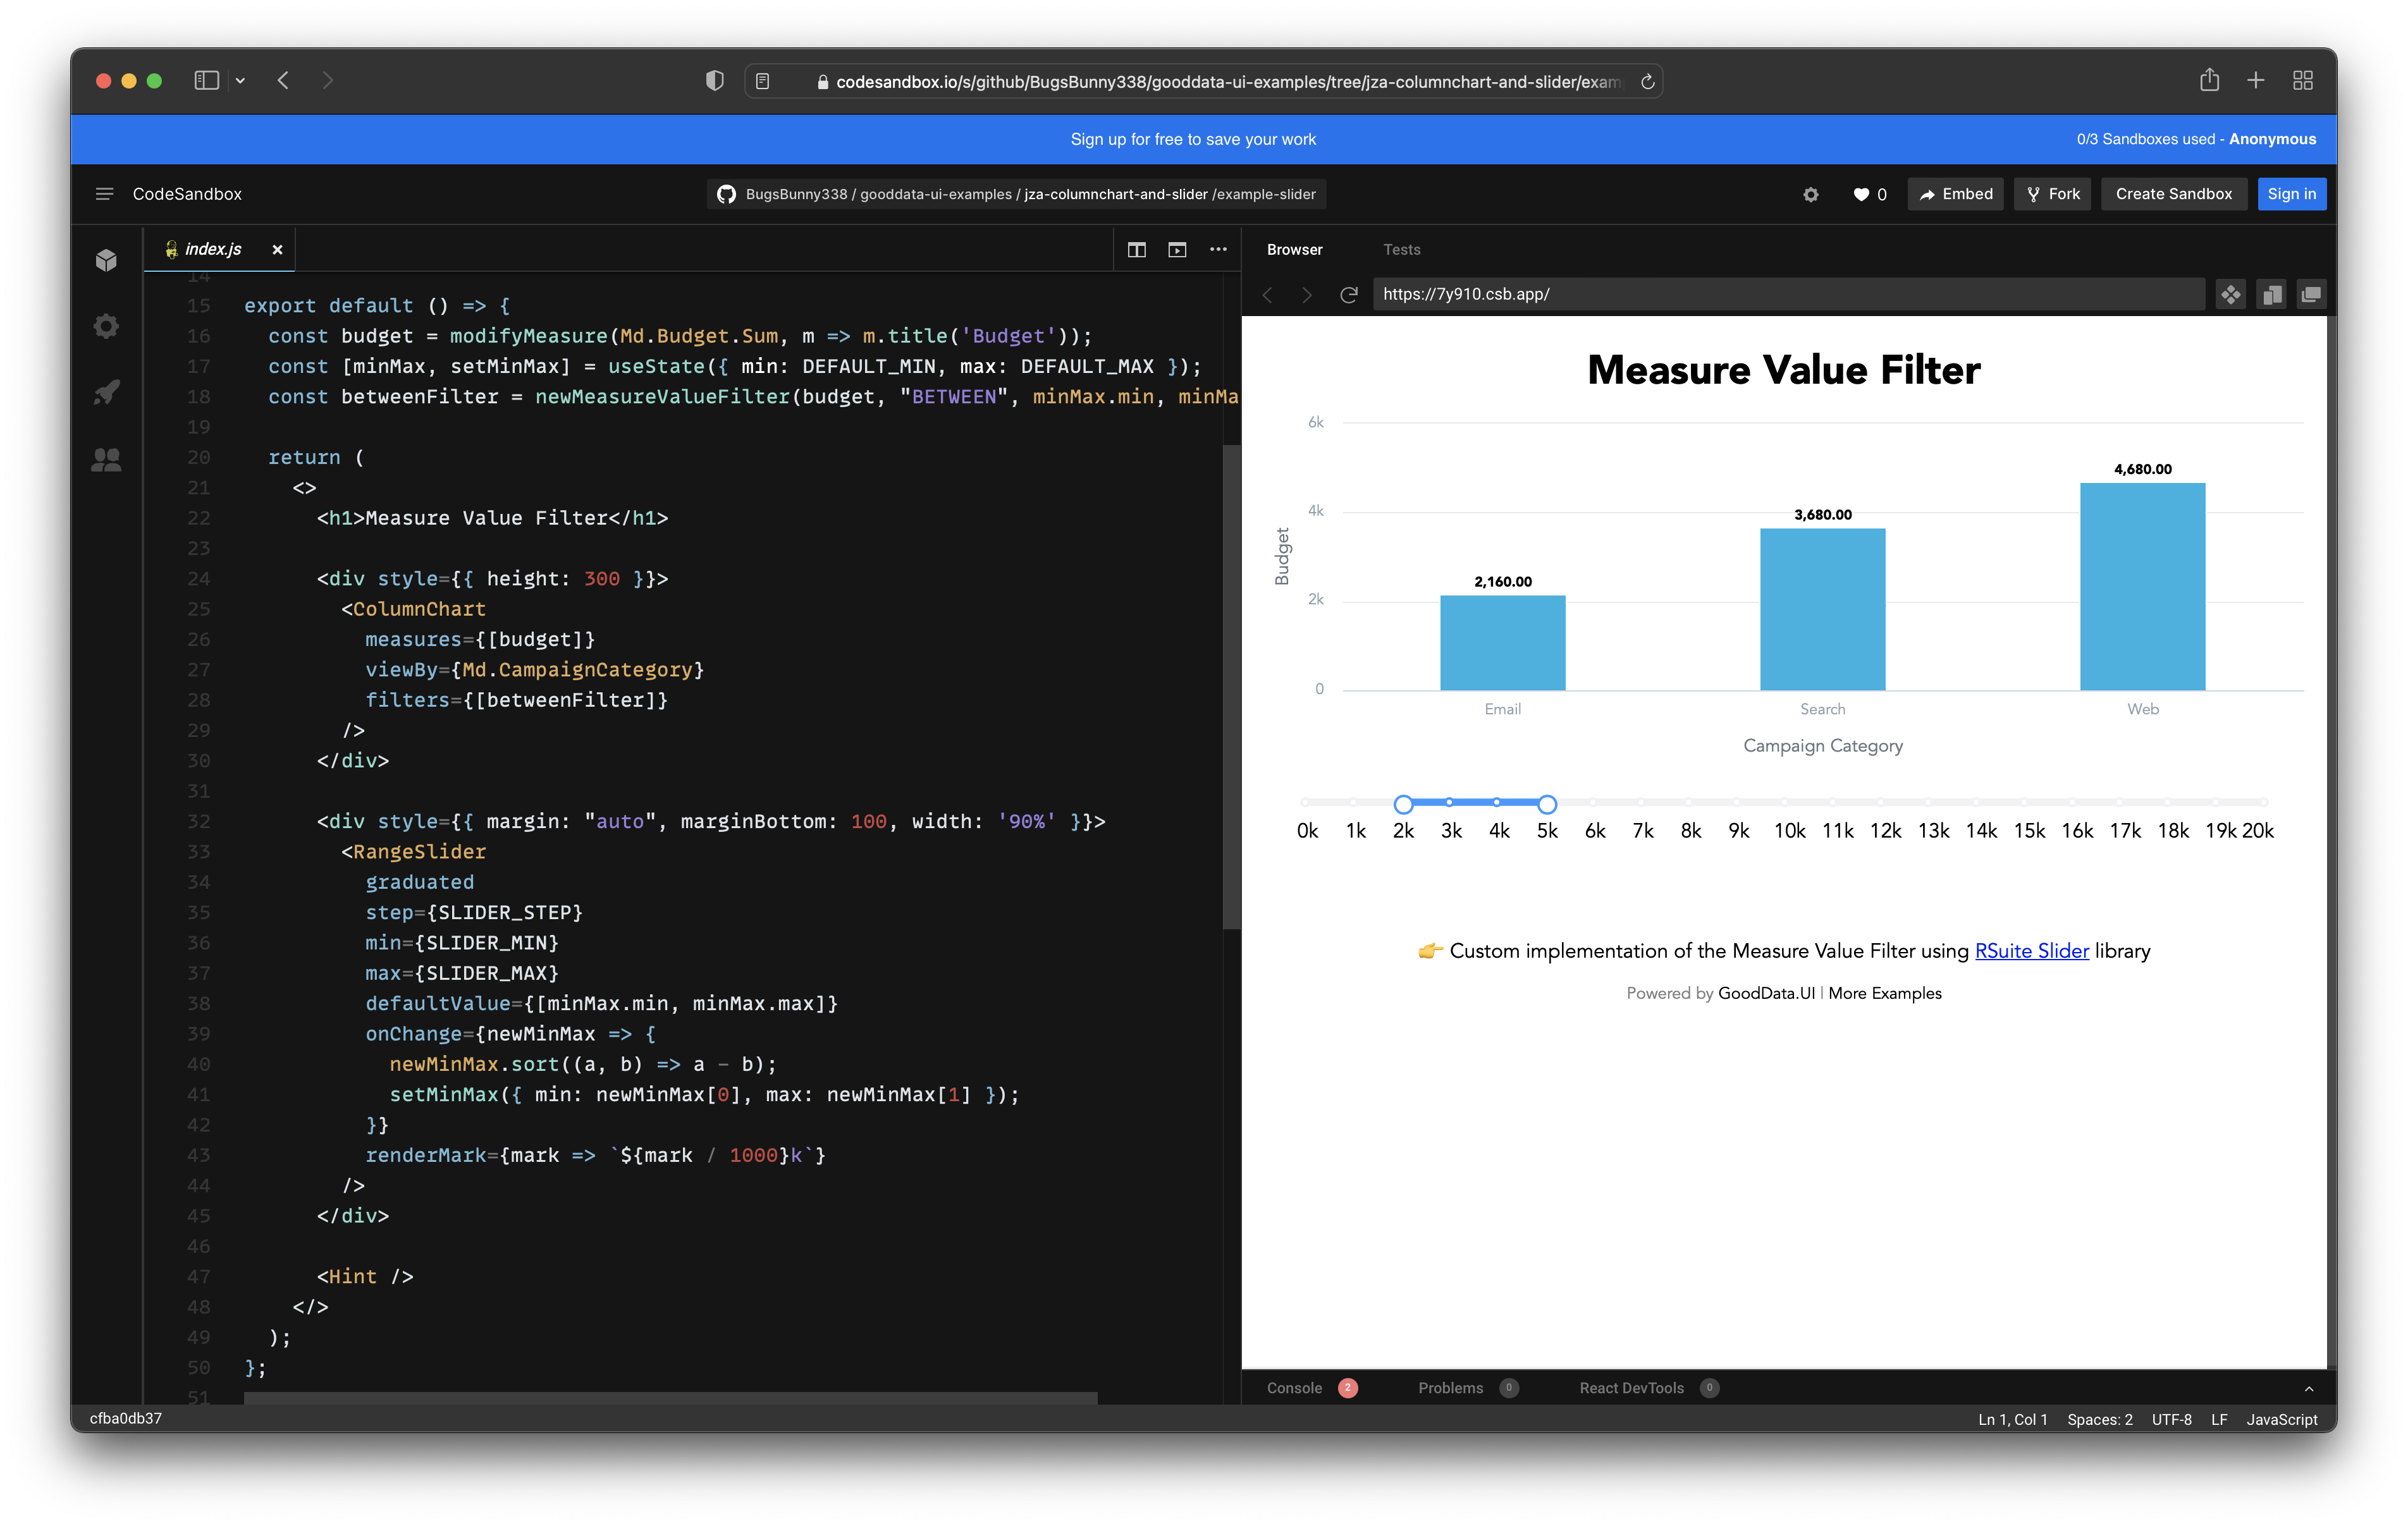 codesandbox.io/s/github/BugsBunny338/gooddata-ui-examples/tree/jza-columnchart-and-slider/exam
Sign up for free to save your work
0/3 Sandboxes used - Anonymous
CodeSandbox
BugsBunny338 / gooddata-ui-examples / jza-columnchart-and-slider /example-slider
0
Embed
Fork
Create Sandbox
Sign in
index.js
14
15 export default () => {
16 const budget = modifyMeasure(Md.Budget.Sum, m => m.title('Budget'));
17 const [minMax, setMinMax] = useState({ min: DEFAULT_MIN, max: DEFAULT_MAX });
18 const betweenFilter = newMeasureValueFilter(budget, "BETWEEN", minMax.min, minMa
19
20 return (
21 <>
22 <h1>Measure Value Filter</h1>
23
24 <div style={{ height: 300 }}>
25 <ColumnChart
26 measures={[budget]}
27 viewBy={Md.CampaignCategory}
28 filters={[betweenFilter]}
29 />
30 </div>
31
32 <div style={{ margin: "auto", marginBottom: 100, width: '90%' }}>
33 <RangeSlider
34 graduated
35 step={SLIDER_STEP}
36 min={SLIDER_MIN}
37 max={SLIDER_MAX}
38 defaultValue={[minMax.min, minMax.max]}
39 onChange={newMinMax => {
40 newMinMax.sort((a, b) => a - b);
41 setMinMax({ min: newMinMax[0], max: newMinMax[1] });
42 }}
43 renderMark={mark => `${mark / 1000}k`}
44 />
45 </div>
46
47 <Hint />
48 </>
49 );
50 };
51
cfba0db37
Browser
Tests
https://7y910.csb.app/
Measure Value Filter
6k
4k
2k
0
Budget
2,160.00
3,680.00
4,680.00
Email
Search
Web
Campaign Category
0k 1k 2k 3k 4k 5k 6k 7k 8k 9k 10k 11k 12k 13k 14k 15k 16k 17k 18k 19k 20k
👉 Custom implementation of the Measure Value Filter using RSuite Slider library
Powered by GoodData.UI | More Examples
Console 2
Problems 0
React DevTools 0
Ln 1, Col 1
Spaces: 2
UTF-8
LF
JavaScript